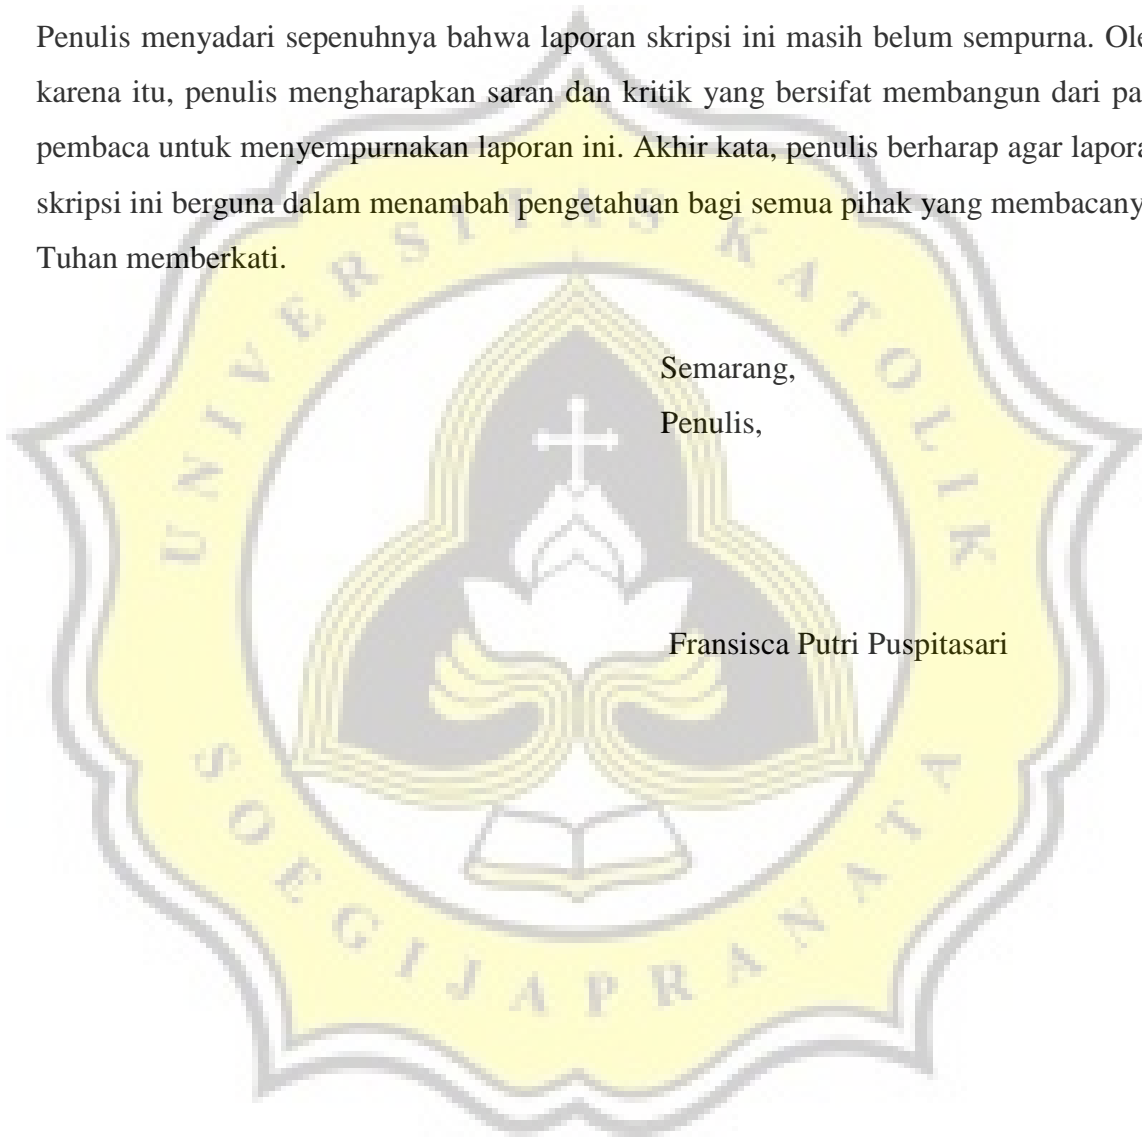 Penulis menyadari sepenuhnya bahwa laporan skripsi ini masih belum sempurna. Ole
karena itu, penulis mengharapkan saran dan kritik yang bersifat membangun dari pa
pembaca untuk menyempurnakan laporan ini. Akhir kata, penulis berharap agar lapora
skripsi ini berguna dalam menambah pengetahuan bagi semua pihak yang membacany
Tuhan memberkati.
Semarang,
Penulis,
Fransisca Putri Puspitasari
UNIVERSITAS KATOLIK
SOEGIJAPRANATA